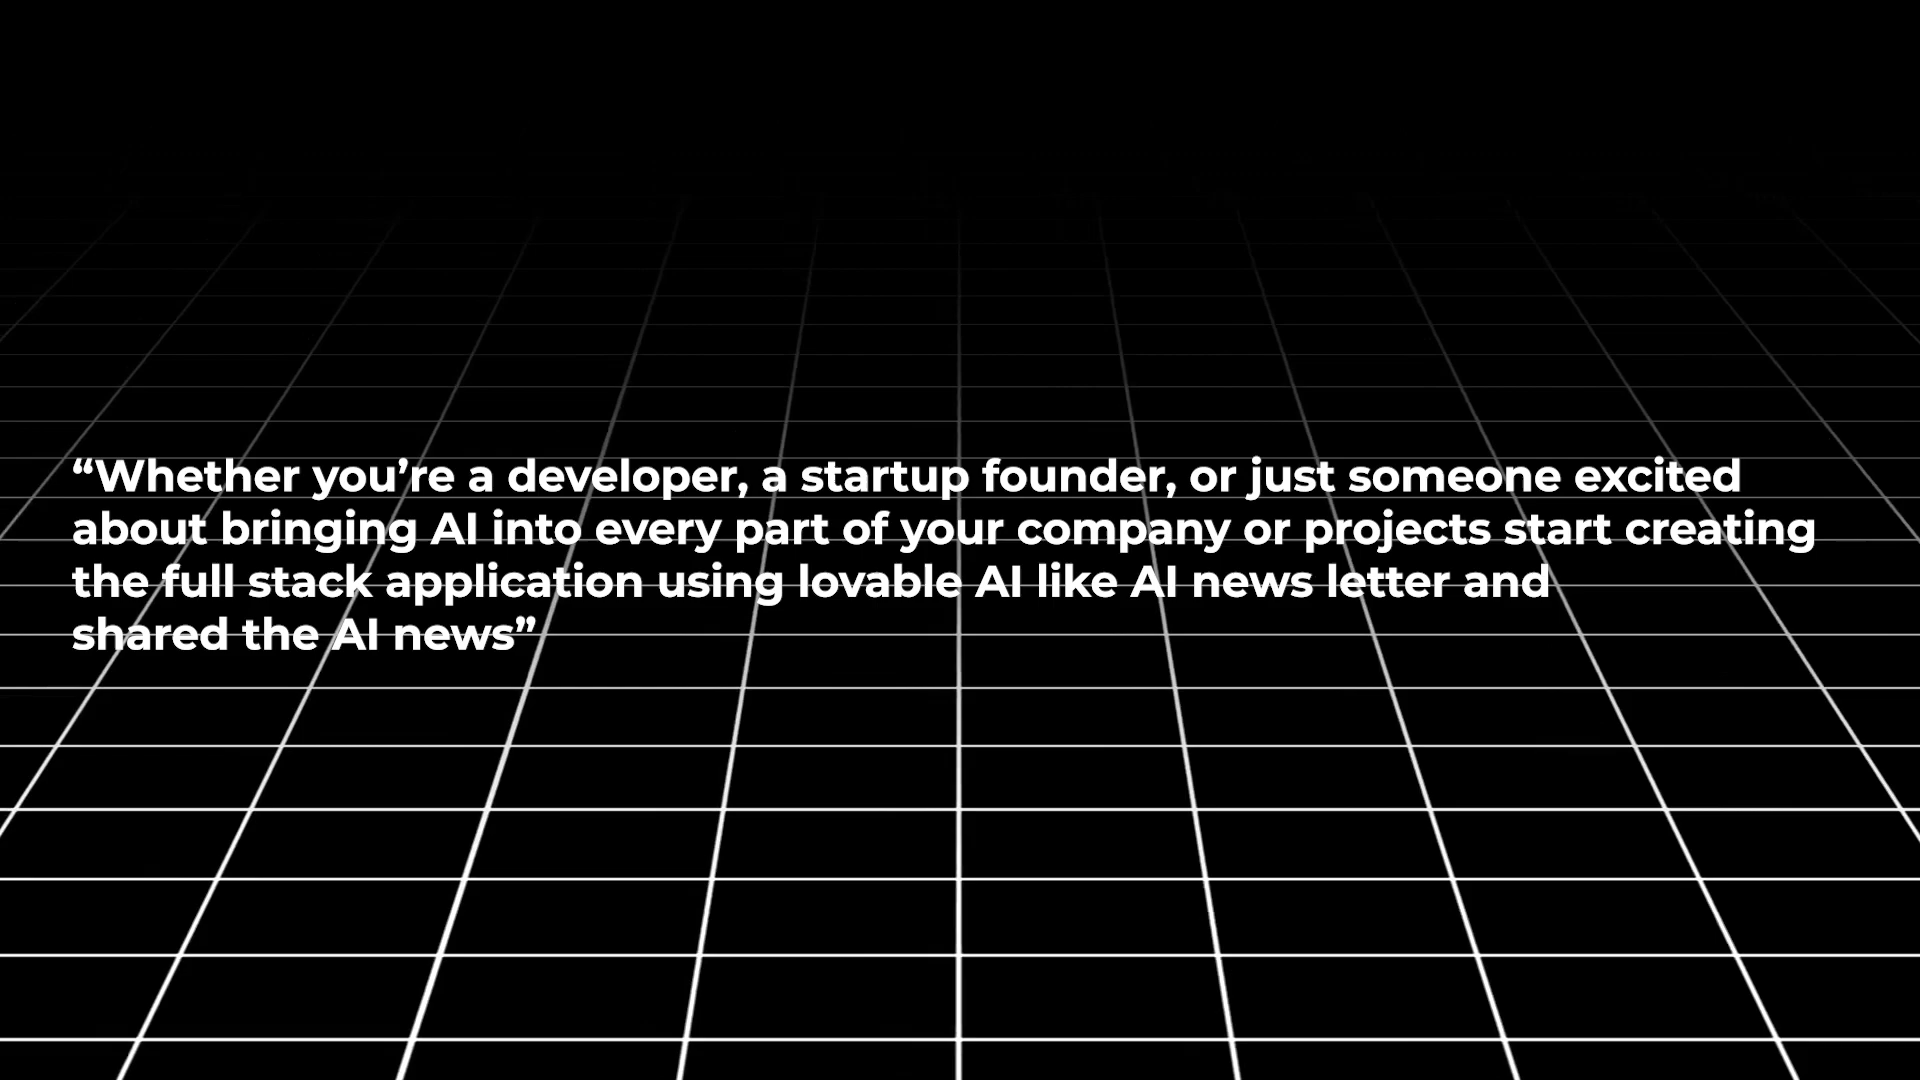 “Whether you’re a developer, a startup founder, or just someone excited
about bringing AI into every part of your company or projects start creating
the full stack application using lovable AI like AI news letter and
shared the AI news”